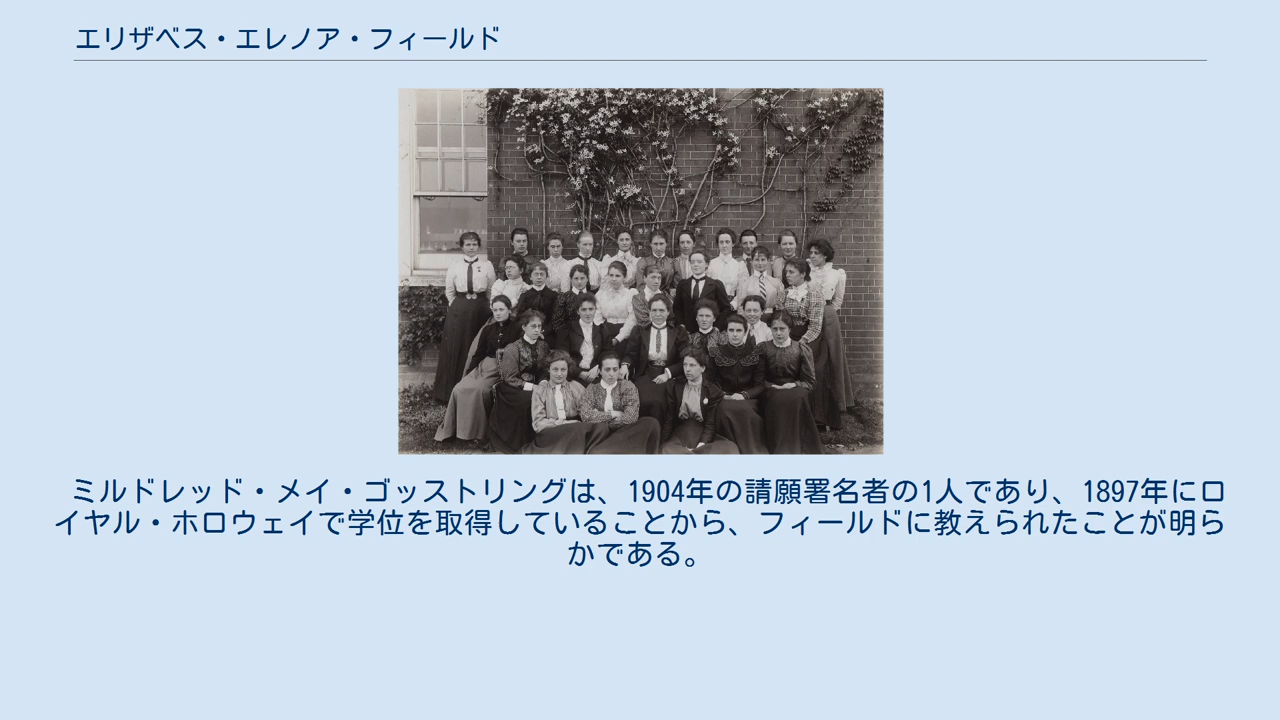 エリザベス・エレノア・フィールド
ミルドレッド・メイ・ゴッストリングは、1904年の請願署名者の1人であり、1897年にロ
イヤル・ホロウェイで学位を取得していることから、フィールドに教えられたことが明ら
かである。